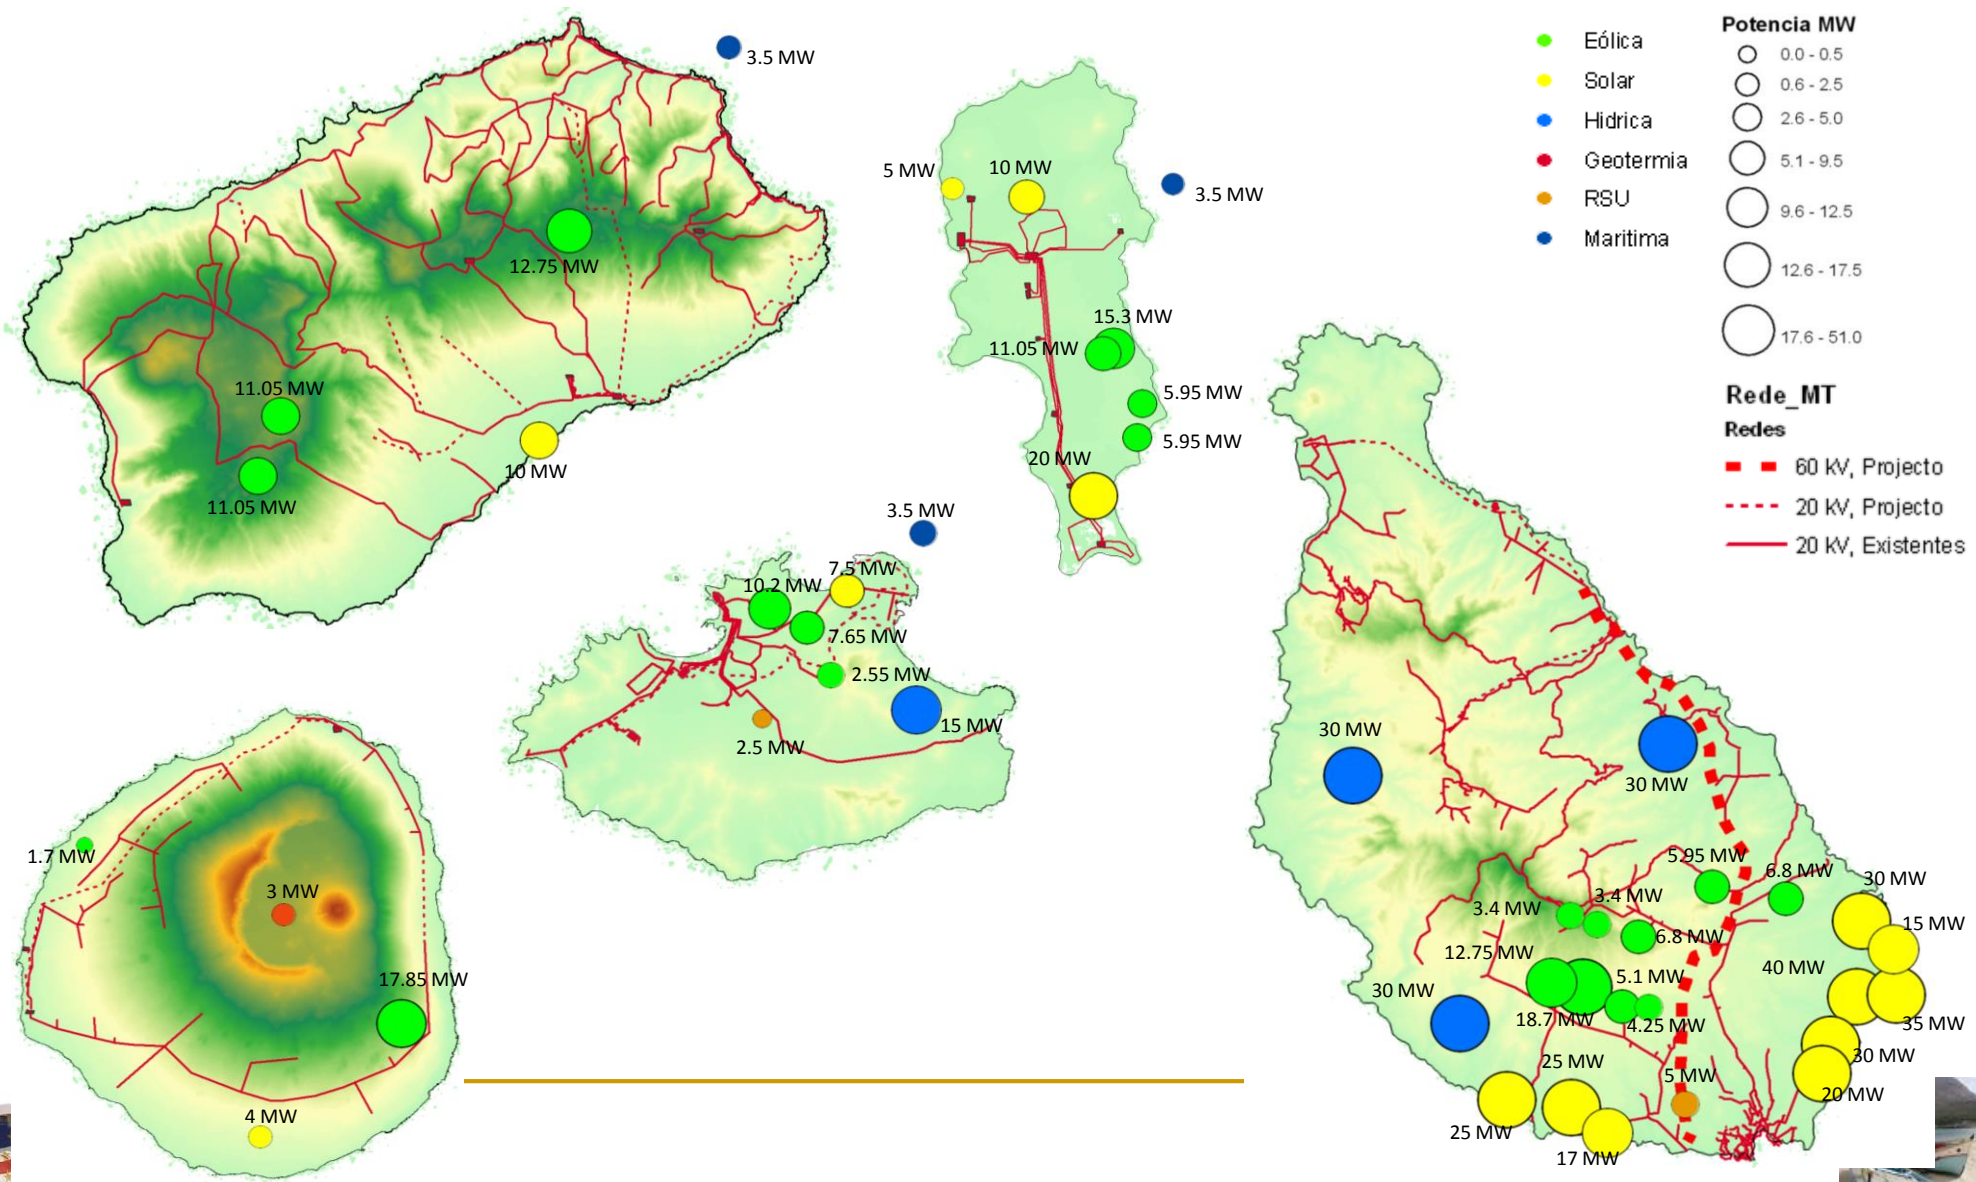 3.5 MW
12.75 MW
11.05 MW
11.05 MW
10 MW
5 MW
10 MW
3.5 MW
15.3 MW
11.05 MW
5.95 MW
5.95 MW
20 MW
Eólica
Solar
Hidrica
Geotermia
RSU
Maritima
Potencia MW
0.0 - 0.5
0.6 - 2.5
2.6 - 5.0
5.1 - 9.5
9.6 - 12.5
12.6 - 17.5
17.6 - 51.0
Rede_MT
Redes
60 kV, Projecto
20 kV, Projecto
20 kV, Existentes
3.5 MW
7.5 MW
10.2 MW
7.65 MW
2.55 MW
15 MW
2.5 MW
1.7 MW
3 MW
17.85 MW
4 MW
30 MW
30 MW
5.95 MW
6.8 MW
30 MW
3.4 MW
3.4 MW
15 MW
6.8 MW
12.75 MW
40 MW
5.1 MW
30 MW
18.7 MW
4.25 MW
35 MW
25 MW
30 MW
5 MW
20 MW
25 MW
17 MW